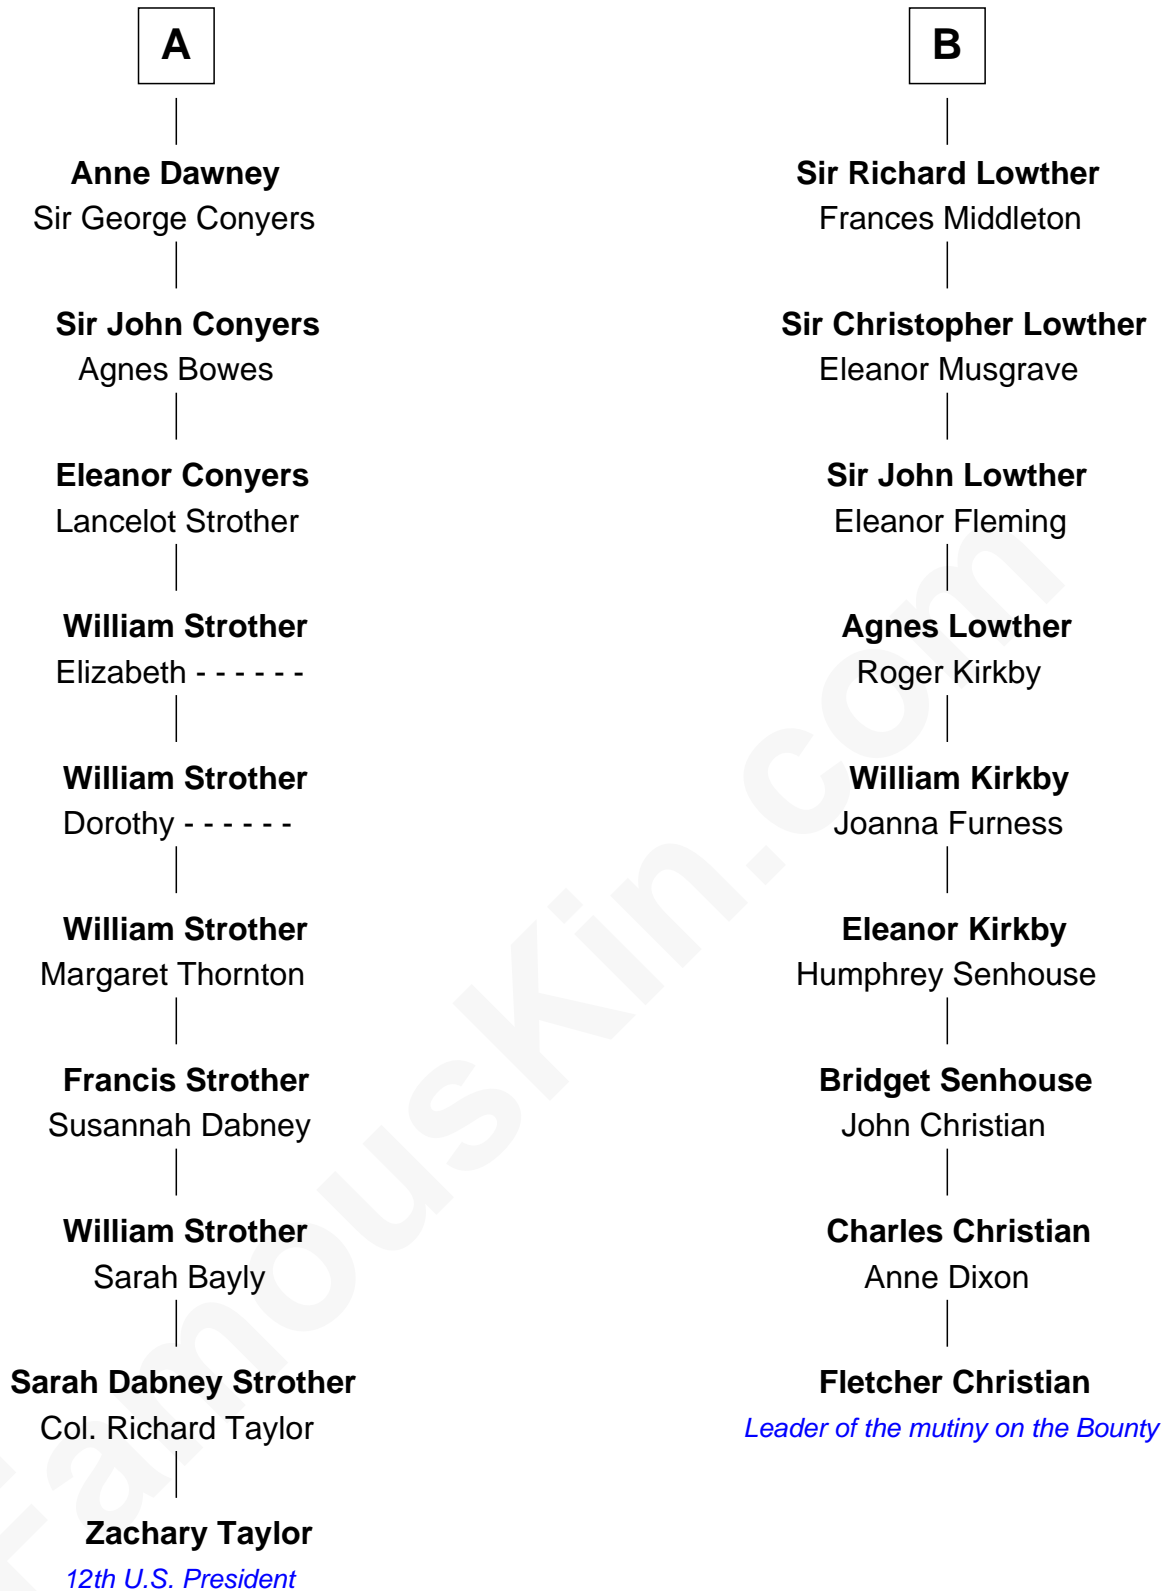 A
Anne Dawney
Sir George Conyers
Sir John Conyers
Agnes Bowes
Eleanor Conyers
Lancelot Strother
William Strother
Elizabeth - - - - - -
William Strother
Dorothy - - - - - -
William Strother
Margaret Thornton
Francis Strother
Susannah Dabney
William Strother
Sarah Bayly
Sarah Dabney Strother
Col. Richard Taylor
Zachary Taylor
12th U.S. President
B
Sir Richard Lowther
Frances Middleton
Sir Christopher Lowther
Eleanor Musgrave
Sir John Lowther
Eleanor Fleming
Agnes Lowther
Roger Kirkby
William Kirkby
Joanna Furness
Eleanor Kirkby
Humphrey Senhouse
Bridget Senhouse
John Christian
Charles Christian
Anne Dixon
Fletcher Christian
Leader of the mutiny on the Bounty
FamousKin.com